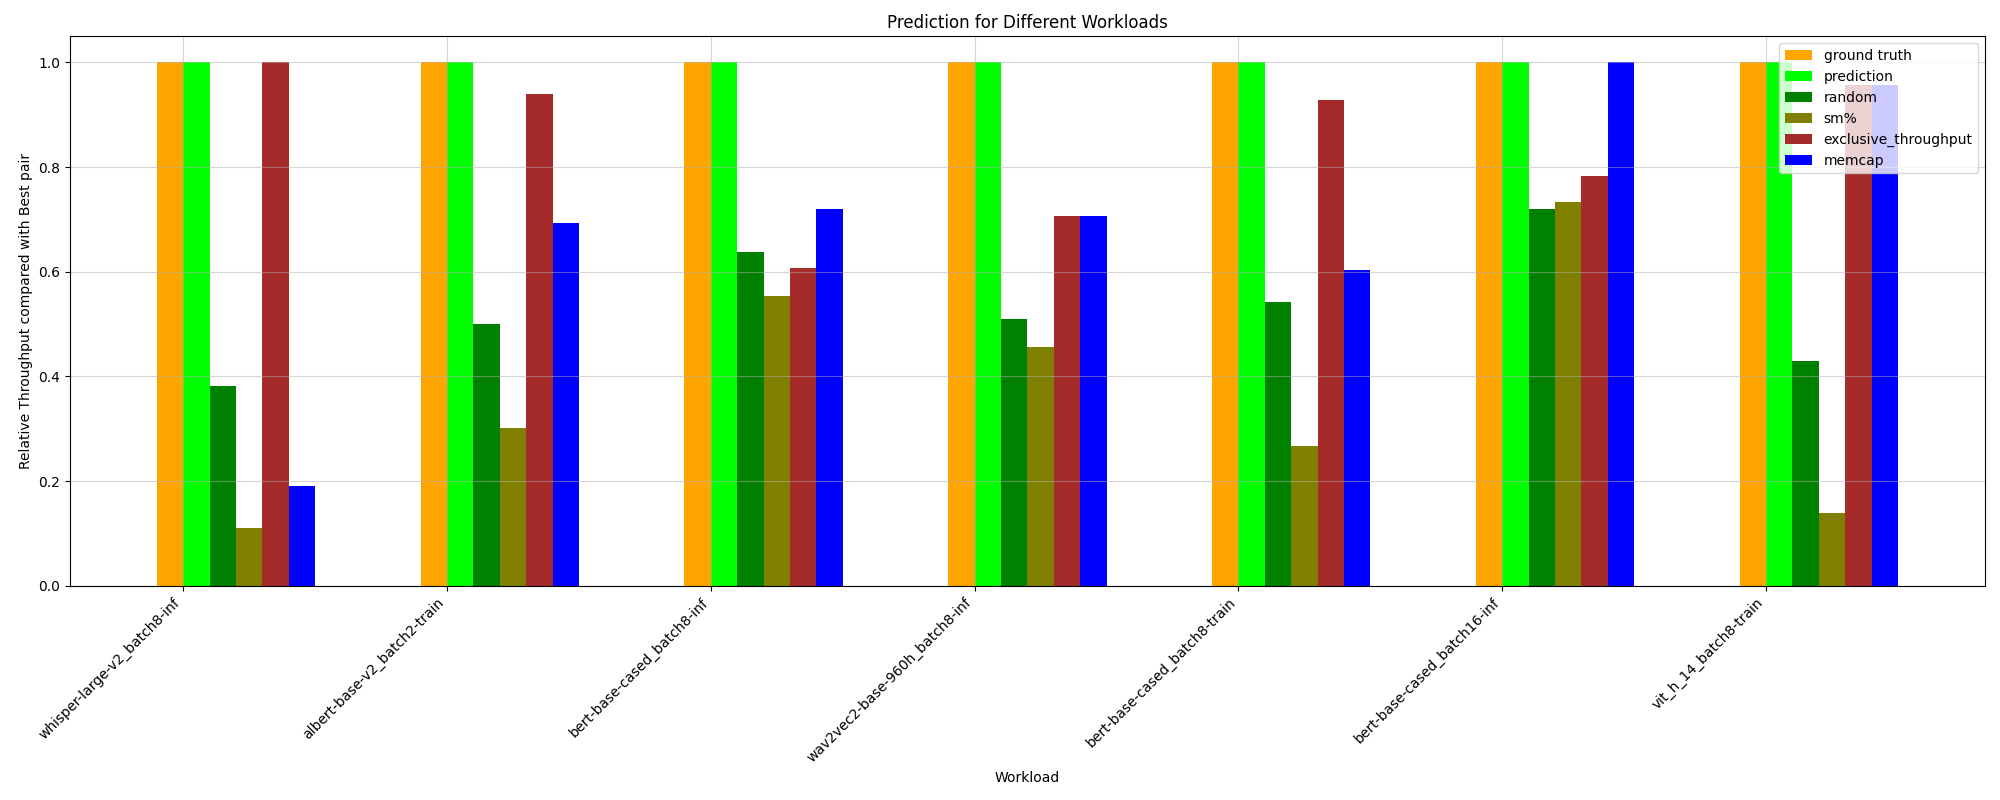 Prediction for Different Workloads
Relative Throughput compared with Best pair
1.0
0.8
0.6
0.4
0.2
0.0
ground truth
prediction
random
sm%
exclusive_throughput
memcap
whisper-large-v2_batch8-inf
albert-base-v2_batch2-train
bert-base-cased_batch8-inf
wav2vec2-base-960h_batch8-inf
bert-base-cased_batch8-train
bert-base-cased_batch16-inf
vit_h_14_batch8-train
Workload